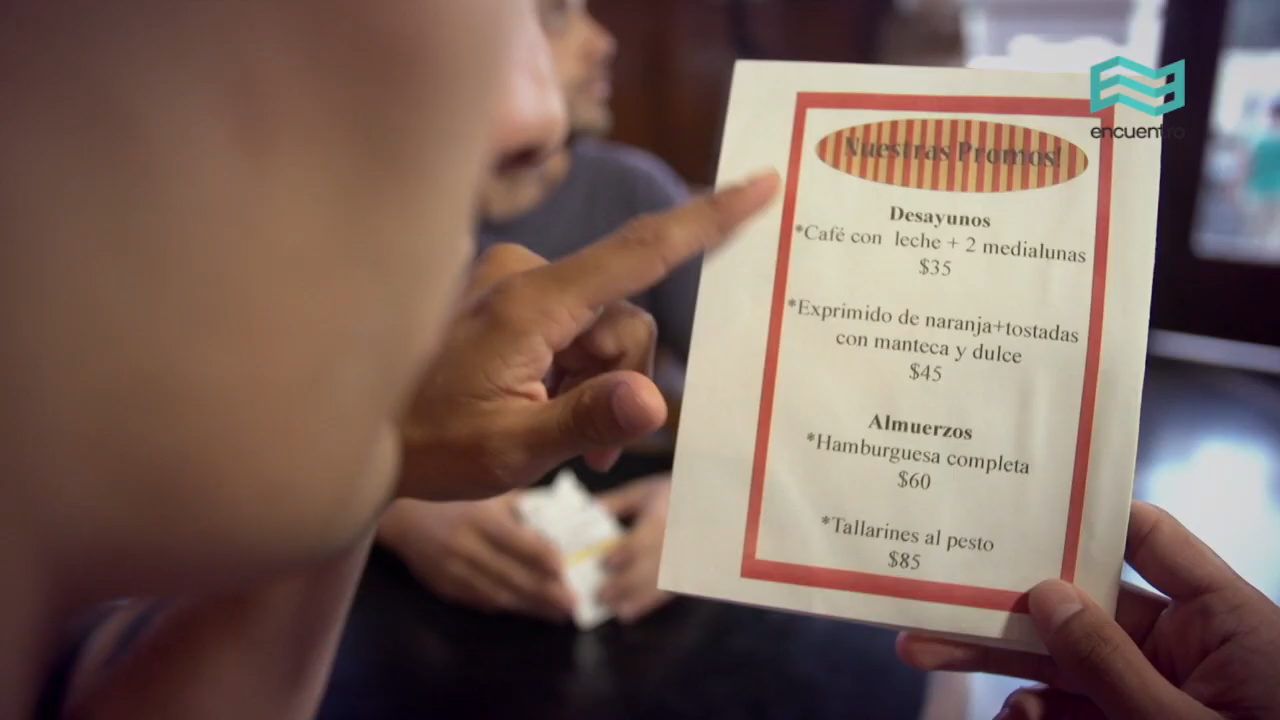 encuentro
Nuestras Promos!
Desayunos
*Café con leche + 2 medialunas
$35
*Exprimido de naranja+tostadas
con manteca y dulce
$45
Almuerzos
*Hamburguesa completa
$60
*Tallarines al pesto
$85